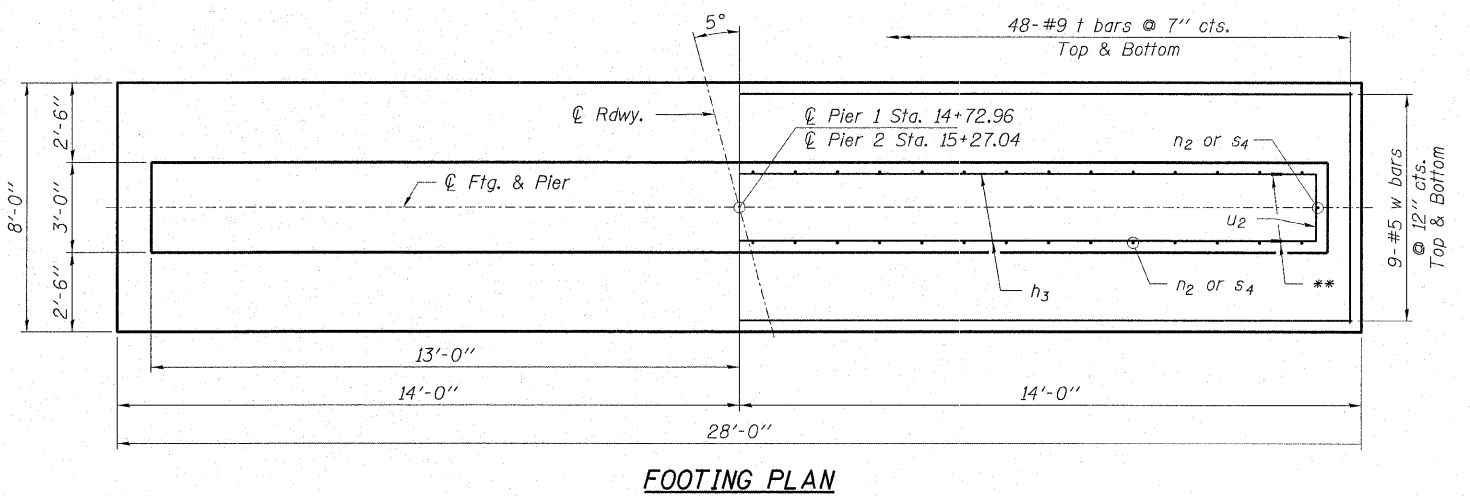 5°
48-#9 t bars @ 7" cts.
Top & Bottom
℄ Rdwy.
℄ Pier 1 Sta. 14+72.96
℄ Pier 2 Sta. 15+27.04
n2 or s4
℄ Ftg. & Pier
8'-0"
2'-6"
3'-0"
2'-6"
u2
9-#5 w bars
@ 12" cts.
Top & Bottom
h3
n2 or s4
**
13'-0"
14'-0"
14'-0"
28'-0"
FOOTING PLAN